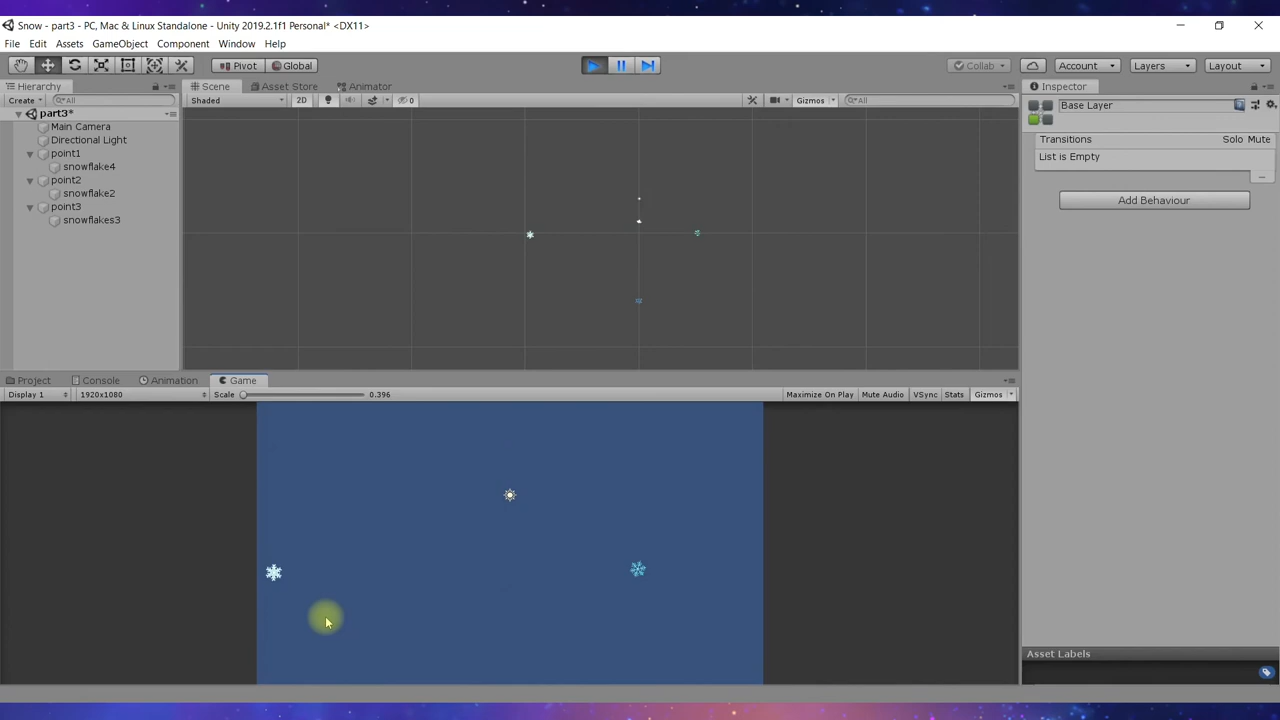 Snow - part3 - PC, Mac & Linux Standalone - Unity 2019.2.1f1 Personal* <DX11>
File Edit Assets GameObject Component Window Help
Pivot Global Collab Account Layers Layout
Hierarchy Scene Asset Store Animator Inspector
Create All Shaded 2D 0 Gizmos All Base Layer
part3*
Main Camera
Directional Light
point1
snowflake4
point2
snowflake2
point3
snowflakes3
Transitions Solo Mute
List is Empty
Add Behaviour
Project Console Animation Game
Display 1 1920x1080 Scale 0.396 Maximize On Play Mute Audio VSync Stats Gizmos
Asset Labels